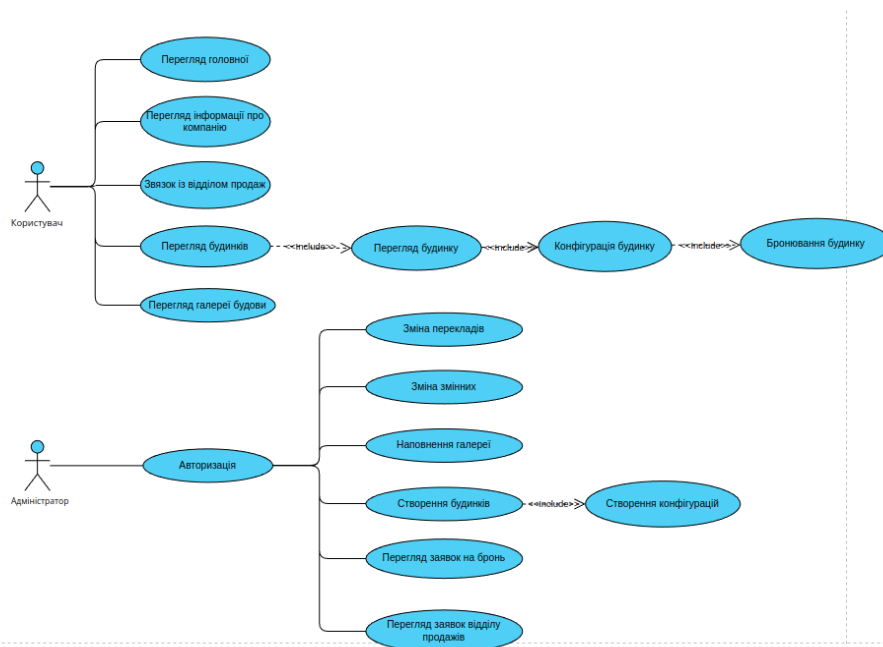 Перегляд головної
Перегляд інформації про
компанію
Звязок із відділом продаж
Користувач
Перегляд будинків
<<Include>>
Перегляд будинку
<<Include>>
Конфігурація будинку
<<Include>>
Бронювання будинку
Перегляд галереї будови
Зміна перекладів
Зміна змінних
Наповнення галереї
Адміністратор
Авторизація
Створення будинків
<<Include>>
Створення конфігурацій
Перегляд заявок на бронь
Перегляд заявок відділу
продажів